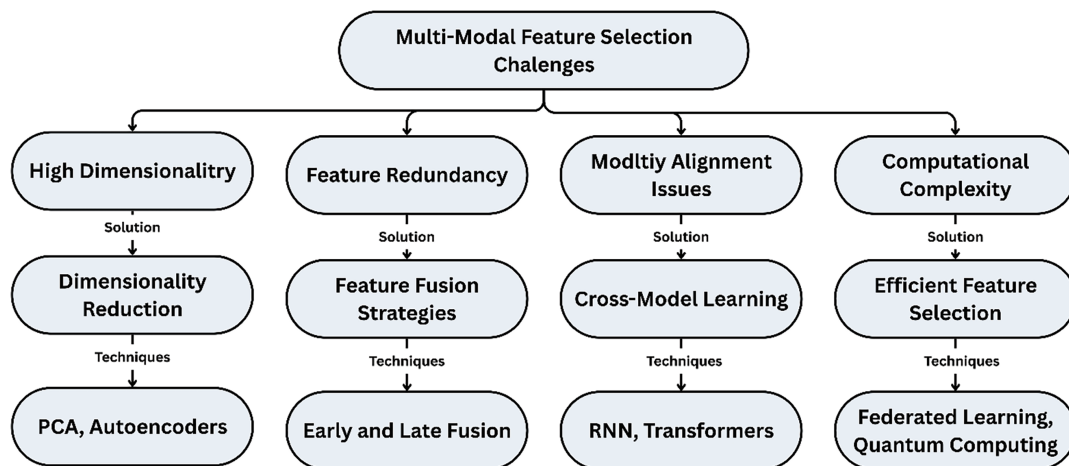 Multi-Modal Feature Selection
Chalenges
High Dimensionalitry
Feature Redundancy
Modltiy Alignment
Issues
Computational
Complexity
Solution
Solution
Solution
Solution
Dimensionality
Reduction
Feature Fusion
Strategies
Cross-Model Learning
Efficient Feature
Selection
Techniques
Techniques
Techniques
Techniques
PCA, Autoencoders
Early and Late Fusion
RNN, Transformers
Federated Learning,
Quantum Computing